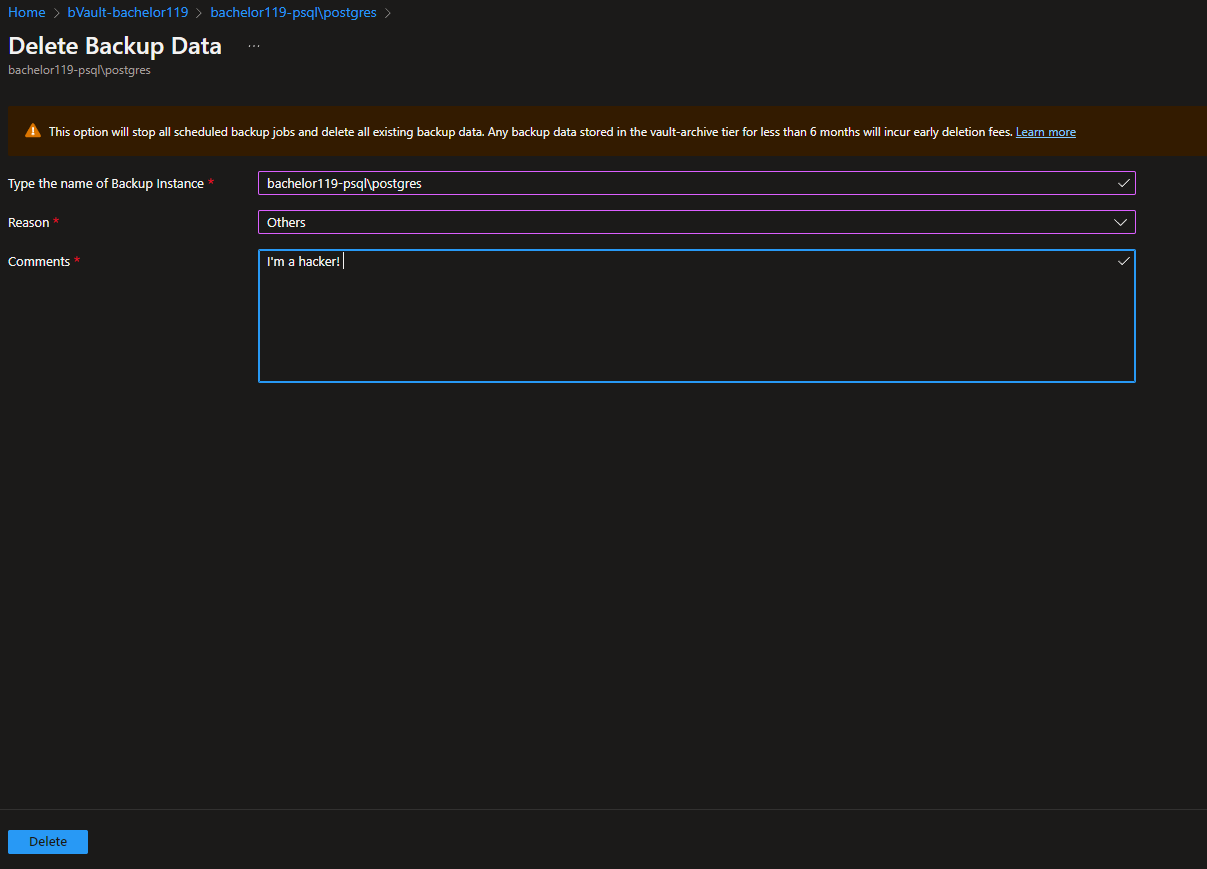 Home > bVault-bachelor119 > bachelor119-psql\postgres >
Delete Backup Data ...
bachelor119-psql\postgres
This option will stop all scheduled backup jobs and delete all existing backup data. Any backup data stored in the vault-archive tier for less than 6 months will incur early deletion fees. Learn more
Type the name of Backup Instance * bachelor119-psql\postgres
Reason * Others
Comments * I'm a hacker!
Delete